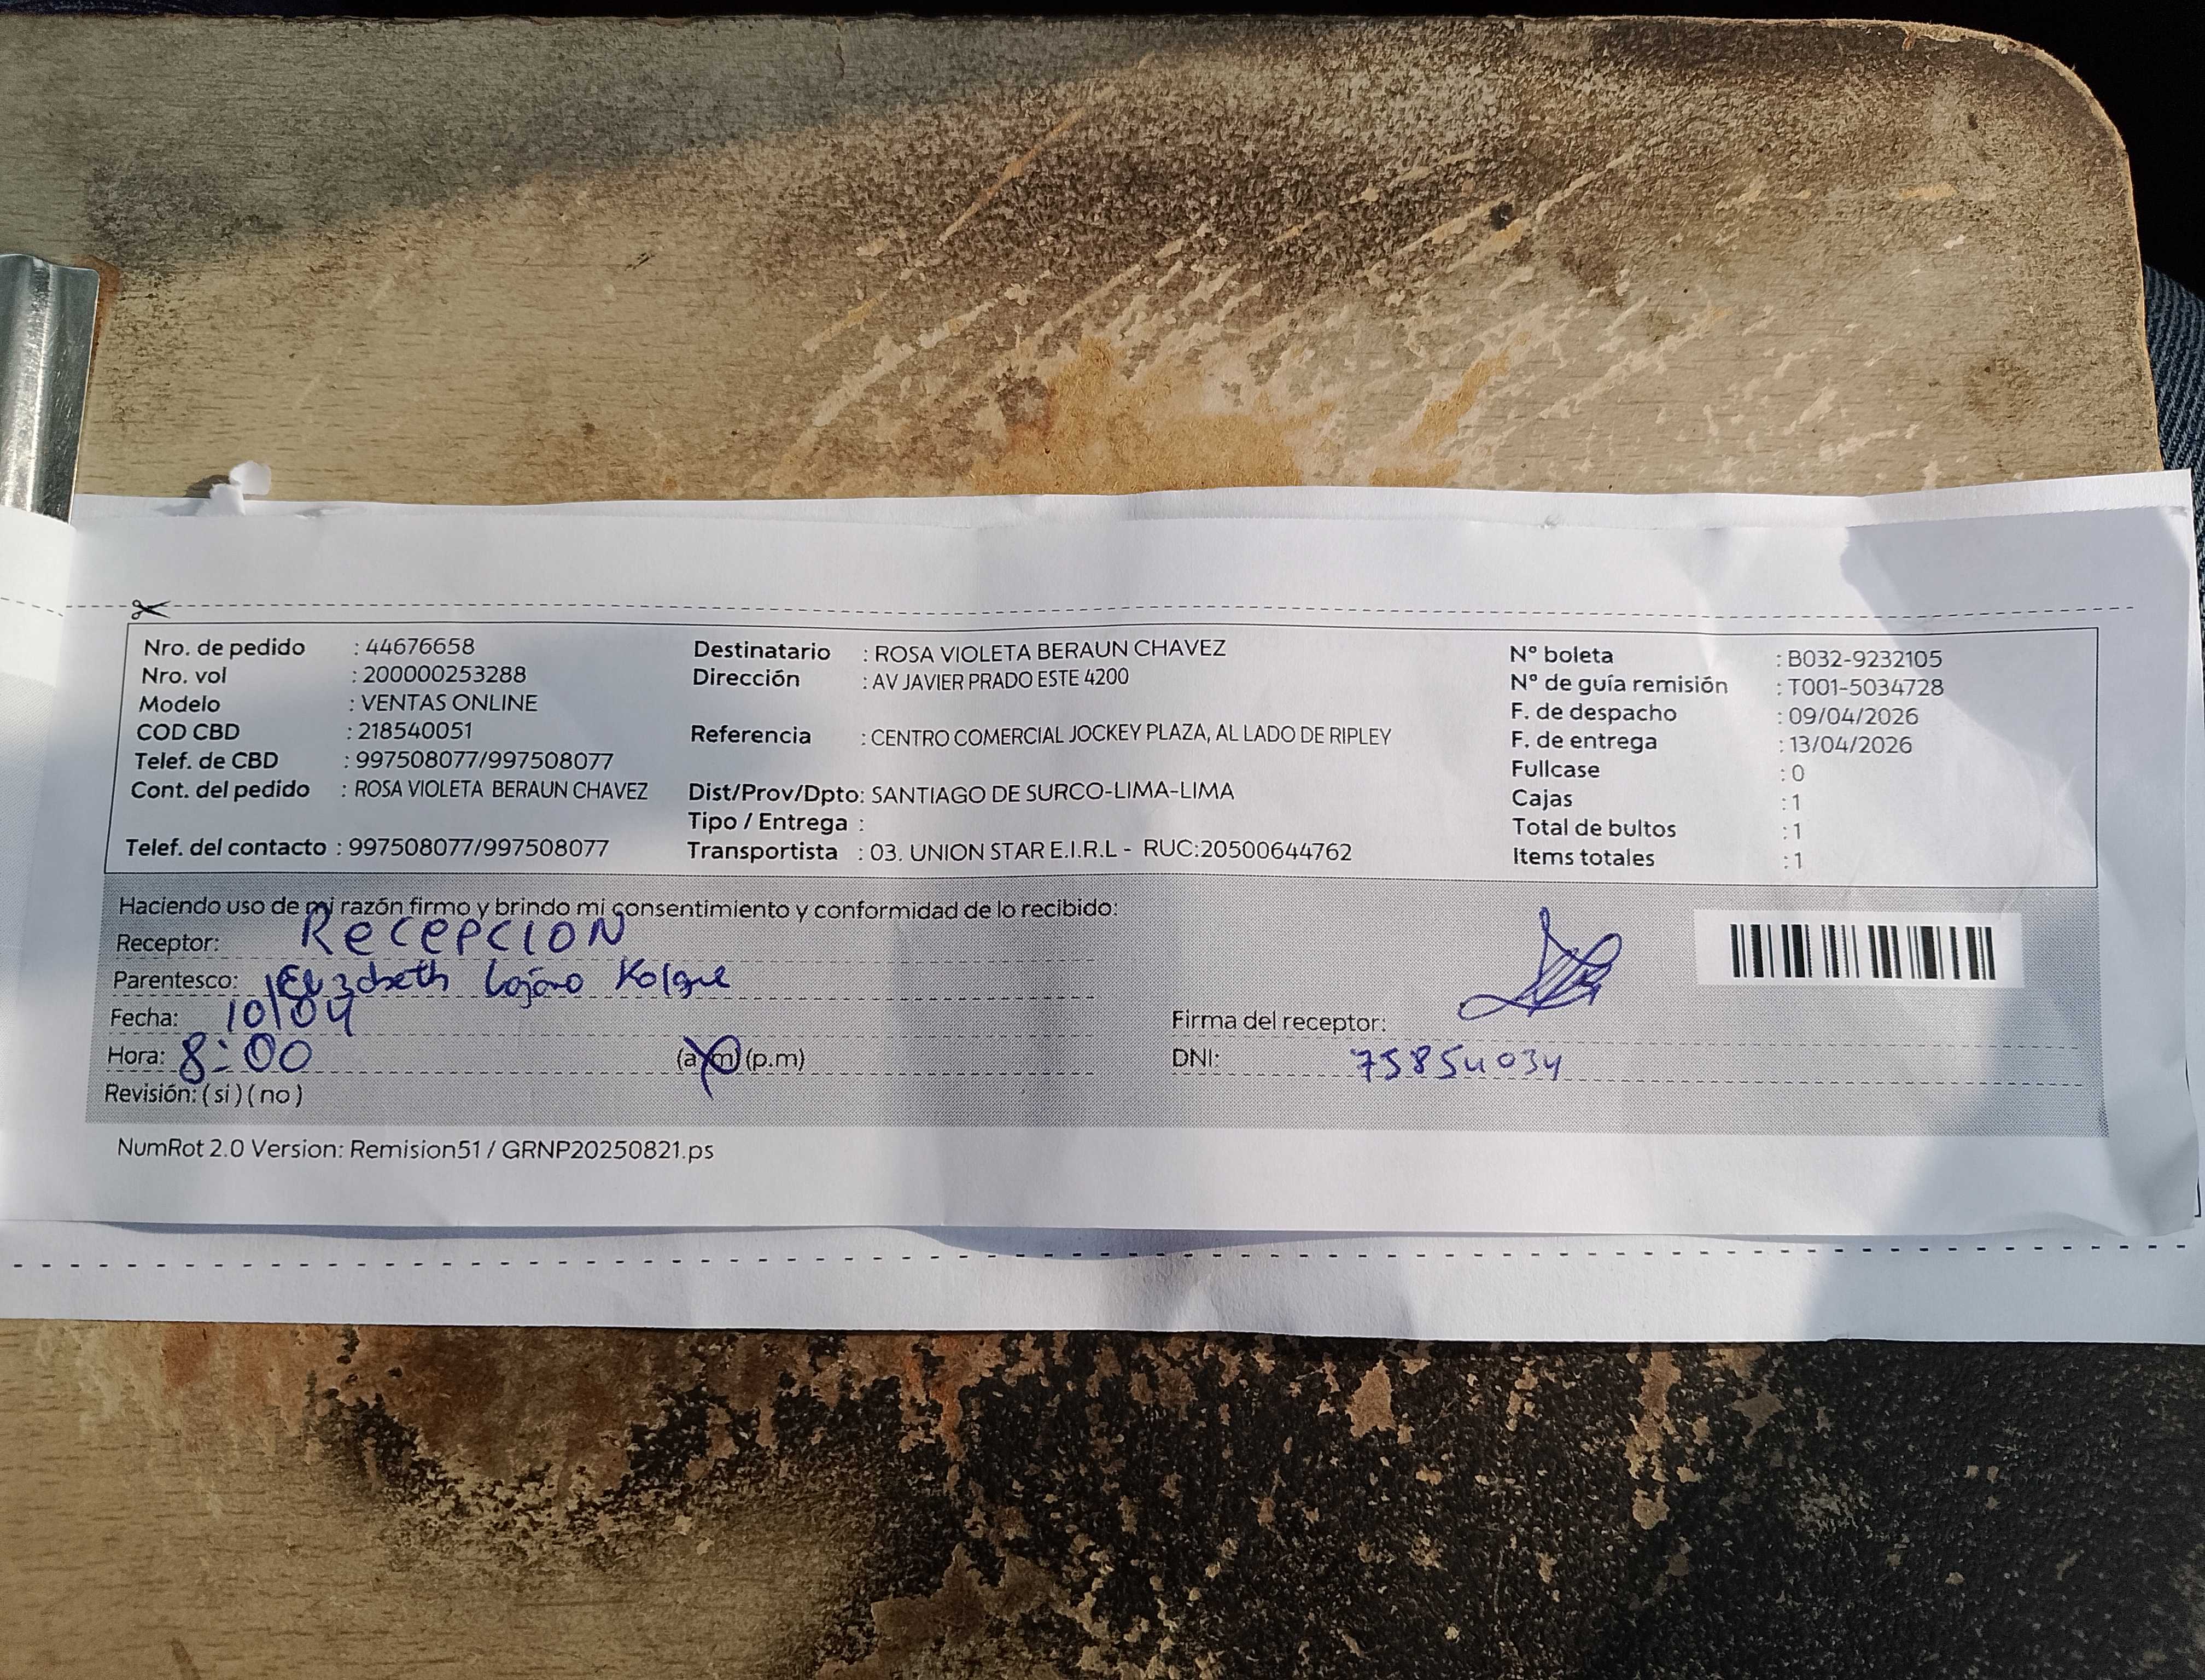 Nro. de pedido : 44676658 Destinatario : ROSA VIOLETA BERAUN CHAVEZ Nº boleta : B032-9232105
Nro. vol : 200000253288 Dirección : AV JAVIER PRADO ESTE 4200 Nº de guía remisión : T001-5034728
Modelo : VENTAS ONLINE F. de despacho : 09/04/2026
COD CBD : 218540051 Referencia : CENTRO COMERCIAL JOCKEY PLAZA, AL LADO DE RIPLEY F. de entrega : 13/04/2026
Telef. de CBD : 997508077/997508077 Fullcase : 0
Cont. del pedido : ROSA VIOLETA BERAUN CHAVEZ Dist/Prov/Dpto: SANTIAGO DE SURCO-LIMA-LIMA Cajas : 1
Tipo / Entrega : Total de bultos : 1
Telef. del contacto : 997508077/997508077 Transportista : 03. UNION STAR E.I.R.L - RUC:20500644762 Items totales : 1
Haciendo uso de mi razón firmo y brindo mi consentimiento y conformidad de lo recibido:
Receptor: RECEPCION
Parentesco: Elizabeth
Fecha: 10/04 Firma del receptor:
Hora: 8:00 (a.m) (p.m) DNI: 75854034
Revisión: ( si ) ( no )
NumRot 2.0 Version: Remision51 / GRNP20250821.ps